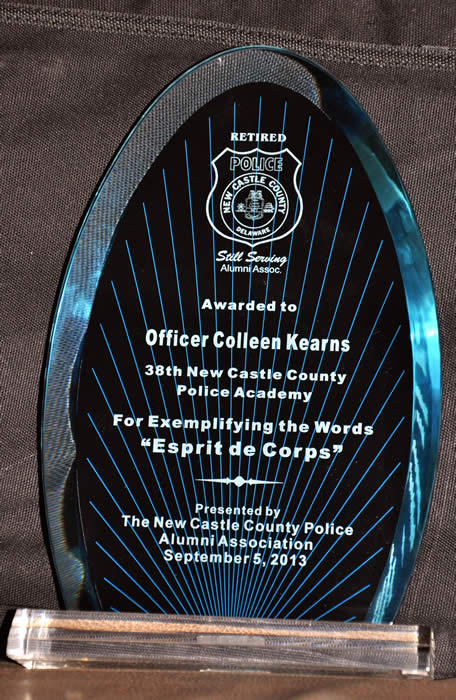 RETIRED
POLICE
NEW CASTLE COUNTY
DELAWARE
Still Serving
Alumni Assoc.
Awarded to
Officer Colleen Kearns
38th New Castle County
Police Academy
For Exemplifying the Words
"Esprit de Corps"
Presented by
The New Castle County Police
Alumni Association
September 5, 2013